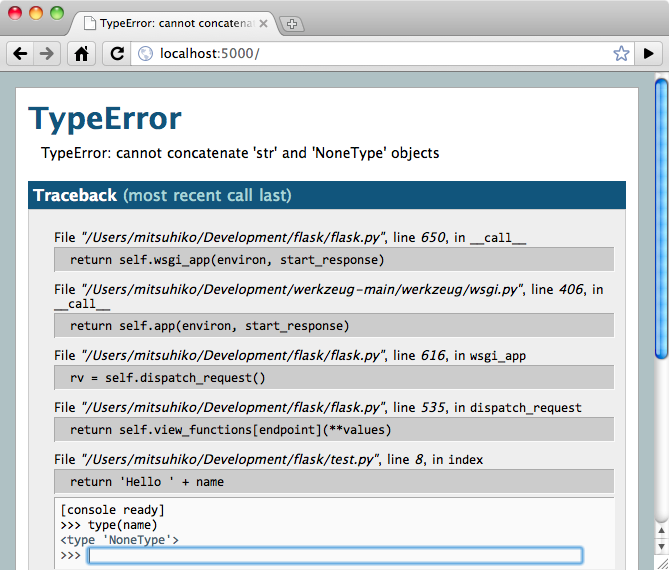 TypeError: cannot concatena
localhost:5000/
TypeError
TypeError: cannot concatenate 'str' and 'NoneType' objects
Traceback (most recent call last)
File "/Users/mitsuhiko/Development/flask/flask.py", line 650, in __call__
return self.wsgi_app(environ, start_response)
File "/Users/mitsuhiko/Development/werkzeug-main/werkzeug/wsgi.py", line 406, in
__call__
return self.app(environ, start_response)
File "/Users/mitsuhiko/Development/flask/flask.py", line 616, in wsgi_app
rv = self.dispatch_request()
File "/Users/mitsuhiko/Development/flask/flask.py", line 535, in dispatch_request
return self.view_functions[endpoint](**values)
File "/Users/mitsuhiko/Development/flask/test.py", line 8, in index
return 'Hello ' + name
[console ready]
>>> type(name)
<type 'NoneType'>
>>>